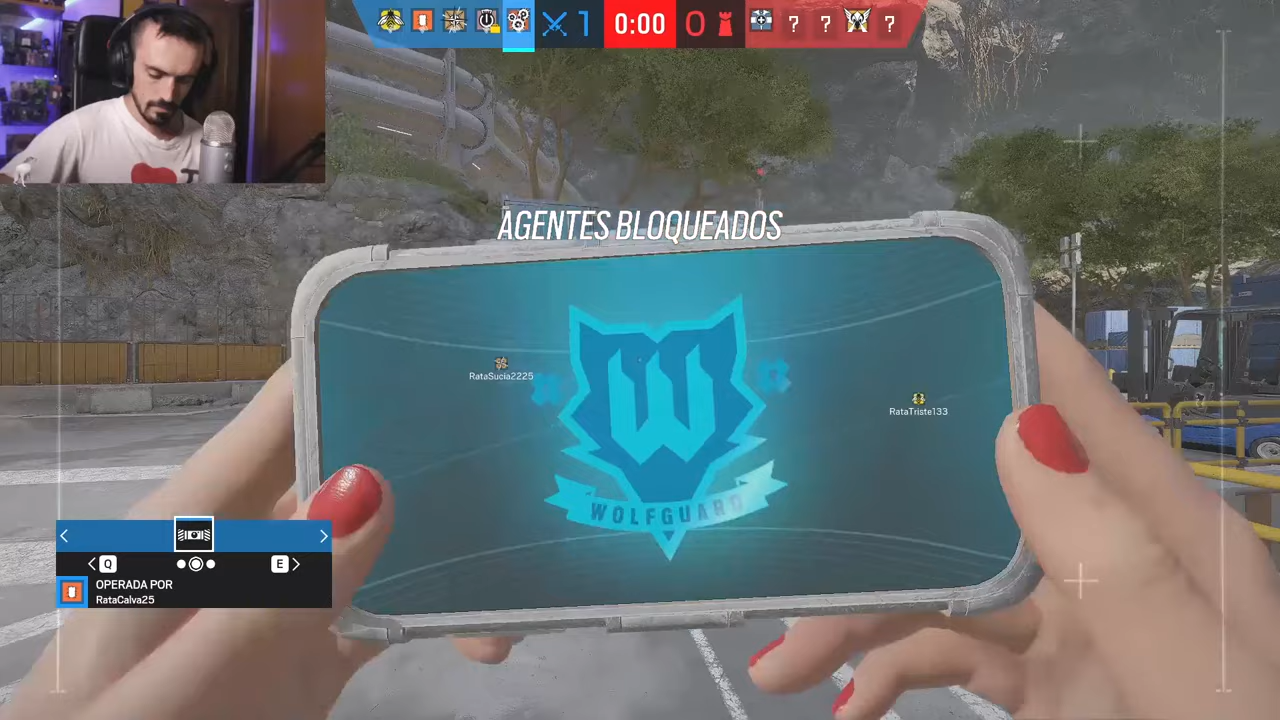 1 0:00 0 ? ? ?
AGENTES BLOQUEADOS
RataSucia2225
RataTriste133
W
WOLFGUARD
Q E
OPERADA POR
RataCalva25